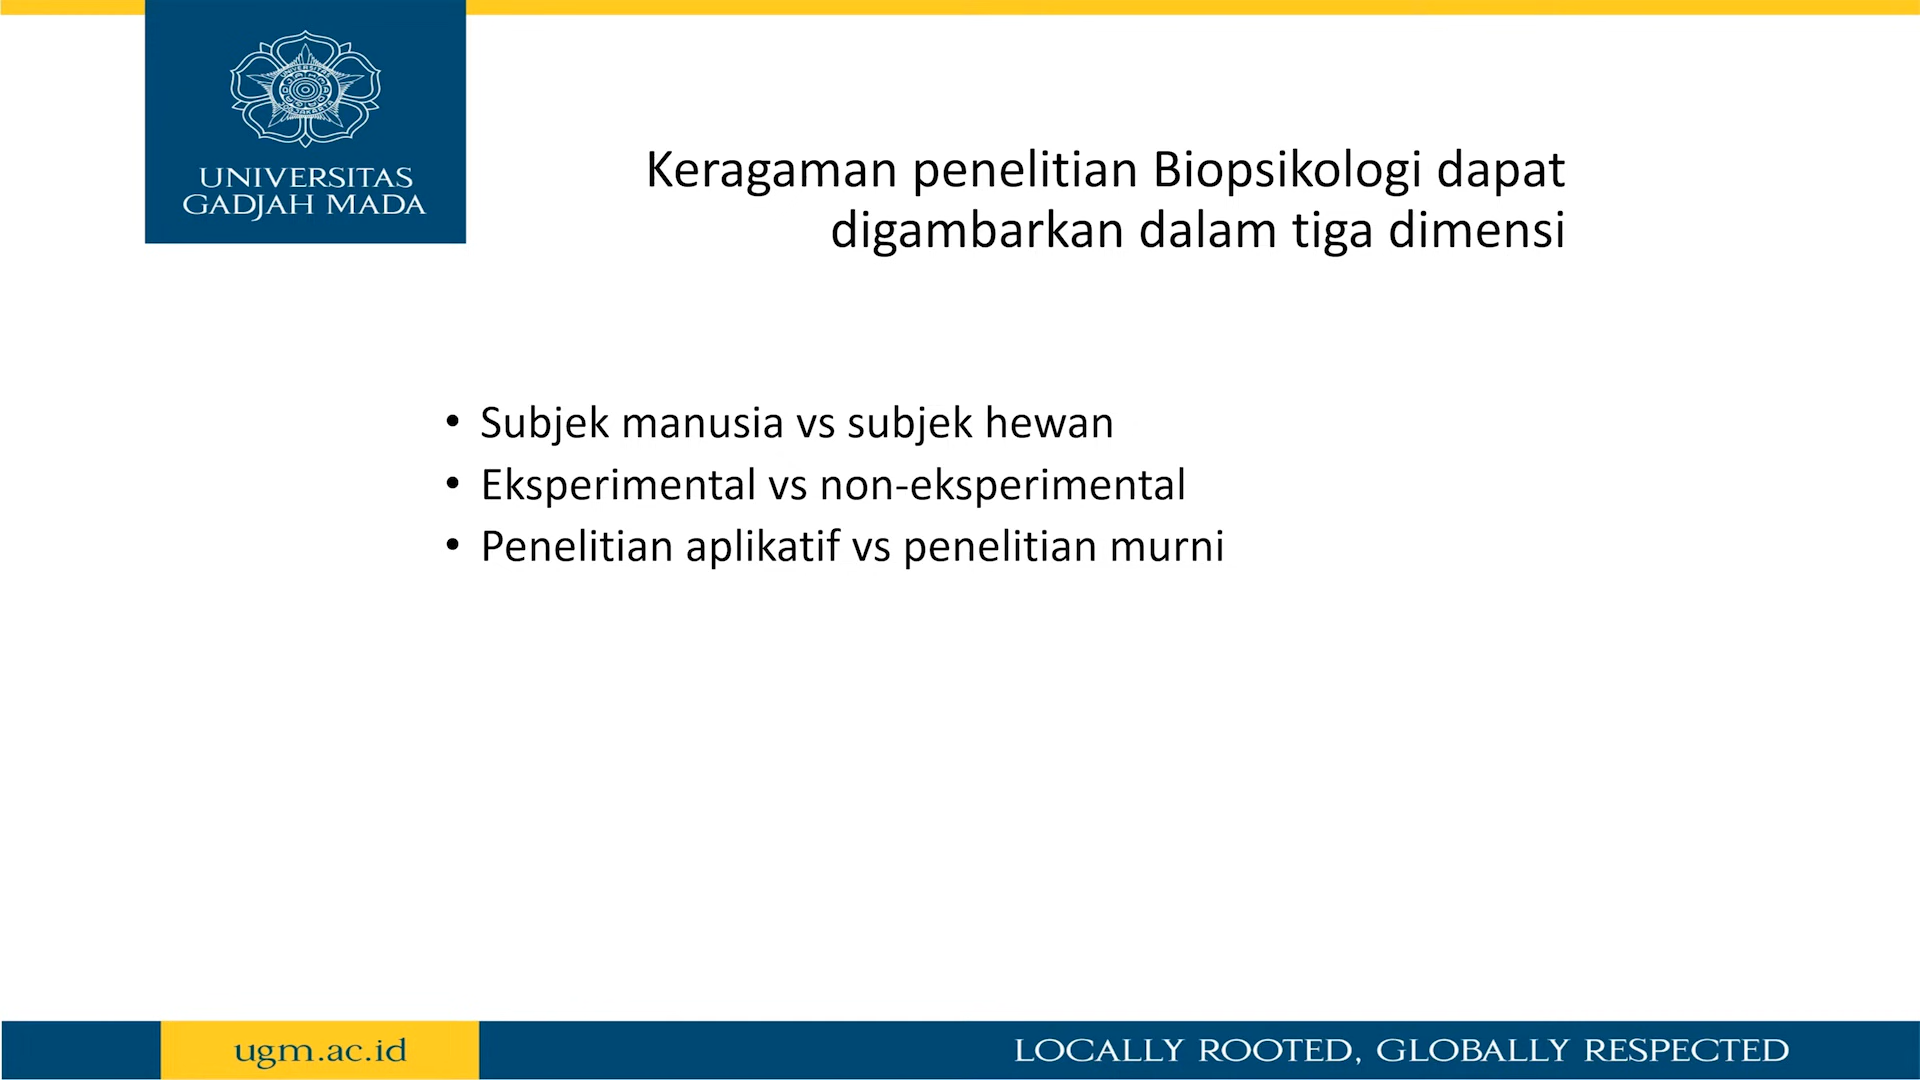 UNIVERSITAS
GADJAH MADA
Keragaman penelitian Biopsikologi dapat
digambarkan dalam tiga dimensi
• Subjek manusia vs subjek hewan
• Eksperimental vs non-eksperimental
• Penelitian aplikatif vs penelitian murni
ugm.ac.id
LOCALLY ROOTED, GLOBALLY RESPECTED